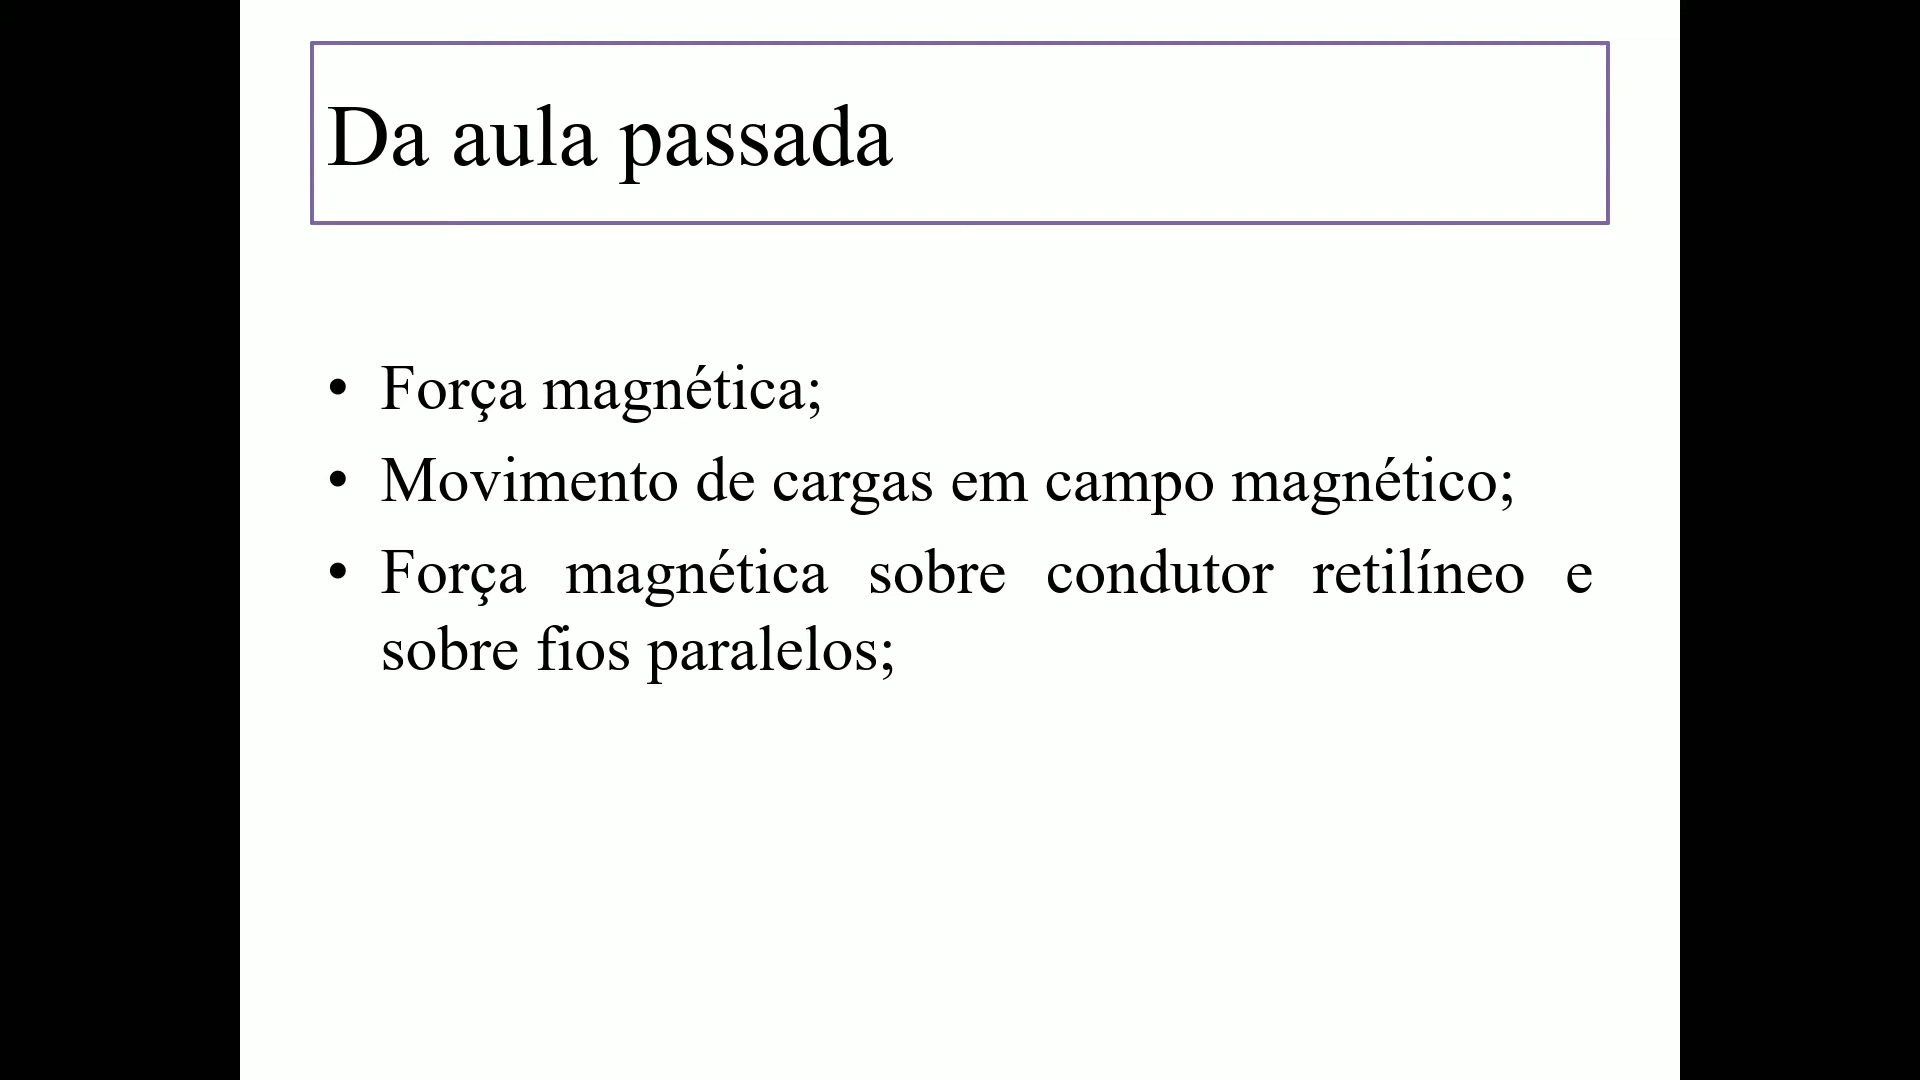 Da aula passada
• Força magnética;
• Movimento de cargas em campo magnético;
• Força magnética sobre condutor retilíneo e
sobre fios paralelos;